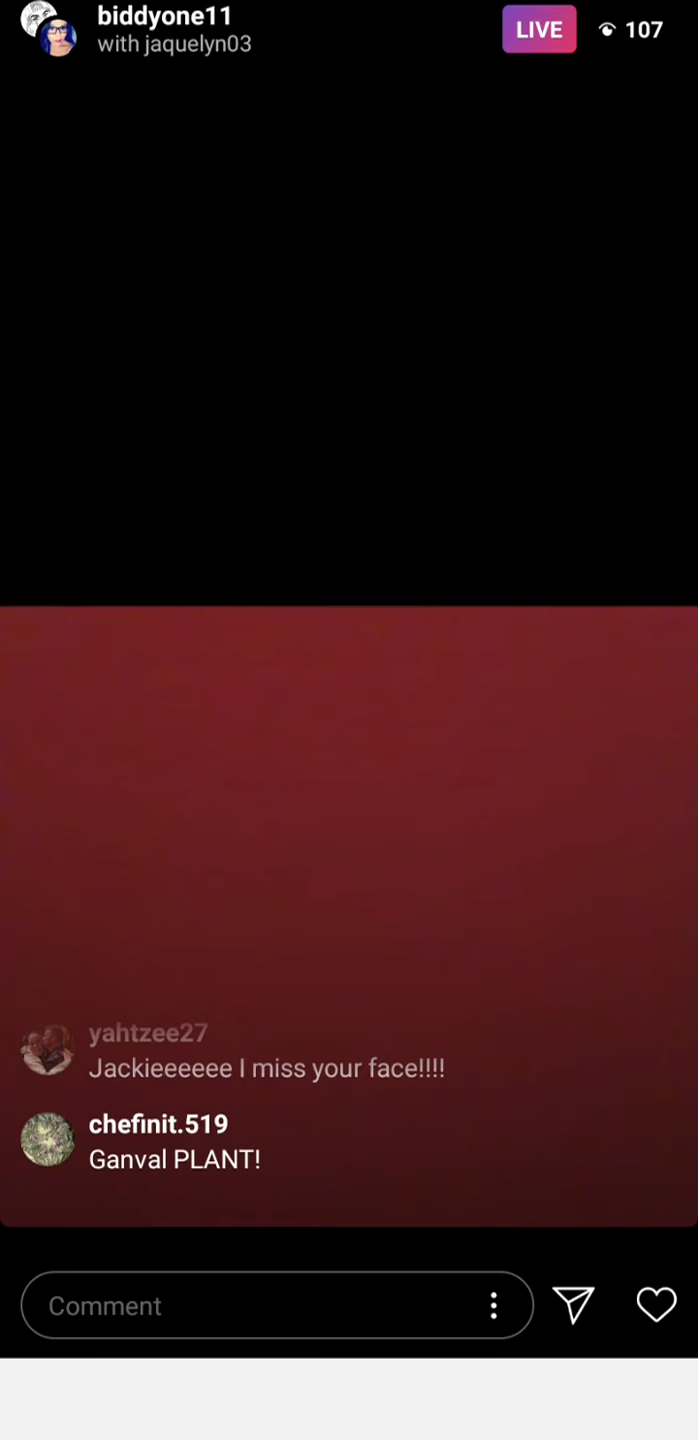 biddyone11
with jaquelyn03
LIVE
107
yahtzee27
Jackieeeeee I miss your face!!!!
chefinit.519
Ganval PLANT!
Comment